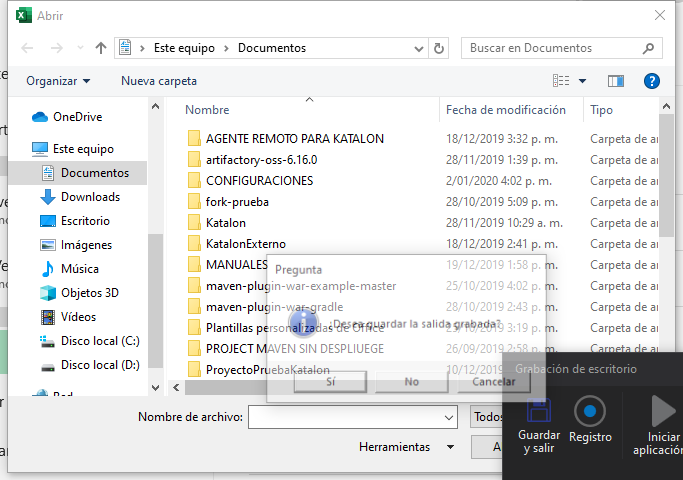 Abrir
Este equipo > Documentos
Buscar en Documentos
Organizar
Nueva carpeta
OneDrive
Este equipo
Documentos
Downloads
Escritorio
Imágenes
Música
Objetos 3D
Vídeos
Disco local (C:)
Disco local (D:)
Nombre Fecha de modificación Tipo
AGENTE REMOTO PARA KATALON 18/12/2019 3:32 p. m. Carpeta de ar
artifactory-oss-6.16.0 28/11/2019 1:39 p. m. Carpeta de ar
CONFIGURACIONES 2/01/2020 4:02 p. m. Carpeta de ar
fork-prueba 28/10/2019 5:09 p. m. Carpeta de ar
Katalon 28/11/2019 10:29 a. m. Carpeta de ar
KatalonExterno 18/12/2019 2:41 p. m. Carpeta de ar
MANUALES 19/12/2019 1:58 p. m. Carpeta de ar
maven-plugin-war-example-master 25/10/2019 4:02 p. m. Carpeta de ar
maven-plugin-war-gradle 28/10/2019 2:43 p. m. Carpeta de ar
Plantillas personalizadas de Office 3:19 p. m. Carpeta de ar
PROJECT MAVEN SIN DESPLIEGUE 26/09/2019 2:58 p. m. Carpeta de ar
ProyectoPruebaKatalon 10/12/2019
Pregunta
¿Desea guardar la salida grabada?
Sí
No
Cancelar
Nombre de archivo:
Todos
Herramientas
A
Grabación de escritorio
Guardar
y salir
Registro
Iniciar
aplicación